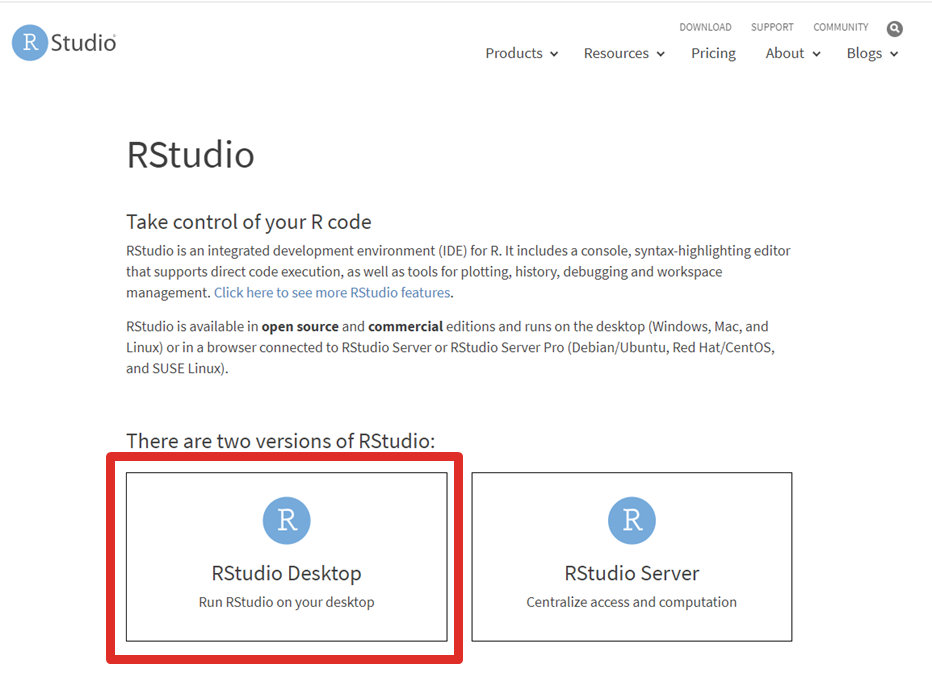 R Studio
DOWNLOAD SUPPORT COMMUNITY
Products Resources Pricing About Blogs
RStudio
Take control of your R code
RStudio is an integrated development environment (IDE) for R. It includes a console, syntax-highlighting editor
that supports direct code execution, as well as tools for plotting, history, debugging and workspace
management. Click here to see more RStudio features.
RStudio is available in open source and commercial editions and runs on the desktop (Windows, Mac, and
Linux) or in a browser connected to RStudio Server or RStudio Server Pro (Debian/Ubuntu, Red Hat/CentOS,
and SUSE Linux).
There are two versions of RStudio:
R
RStudio Desktop
Run RStudio on your desktop
R
RStudio Server
Centralize access and computation